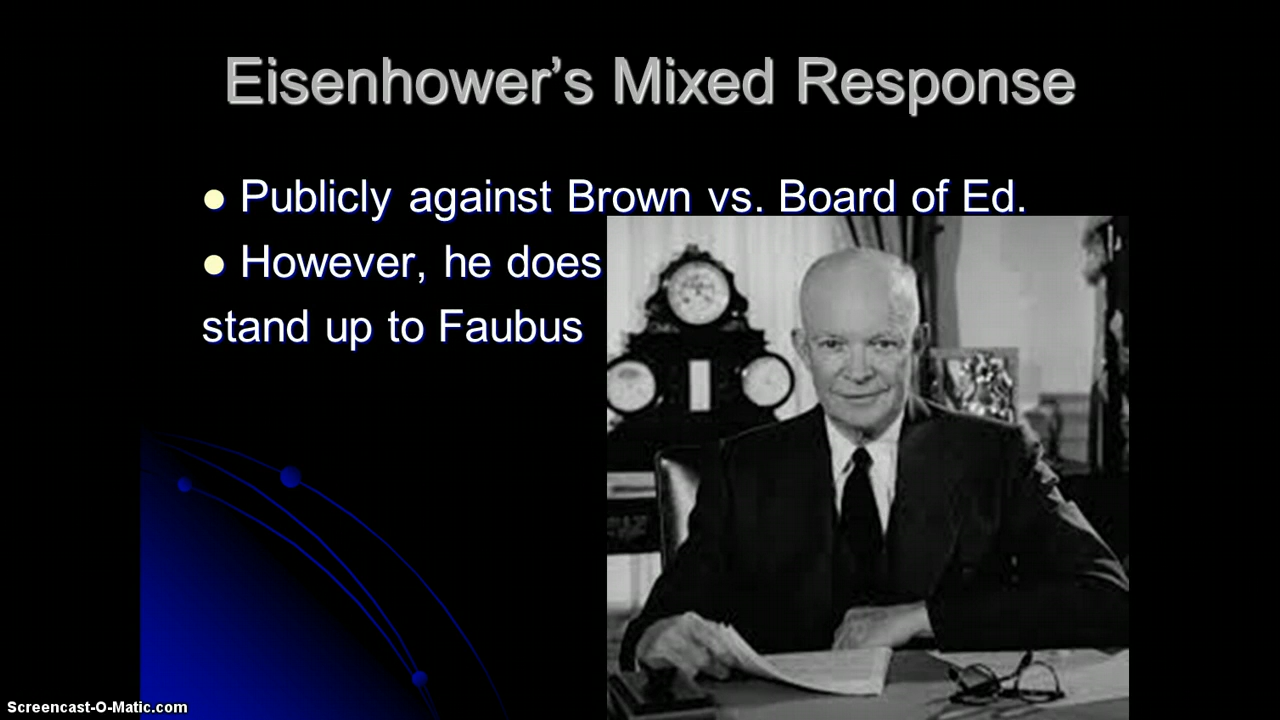 Eisenhower’s Mixed Response
● Publicly against Brown vs. Board of Ed.
● However, he does
stand up to Faubus
Screencast-O-Matic.com